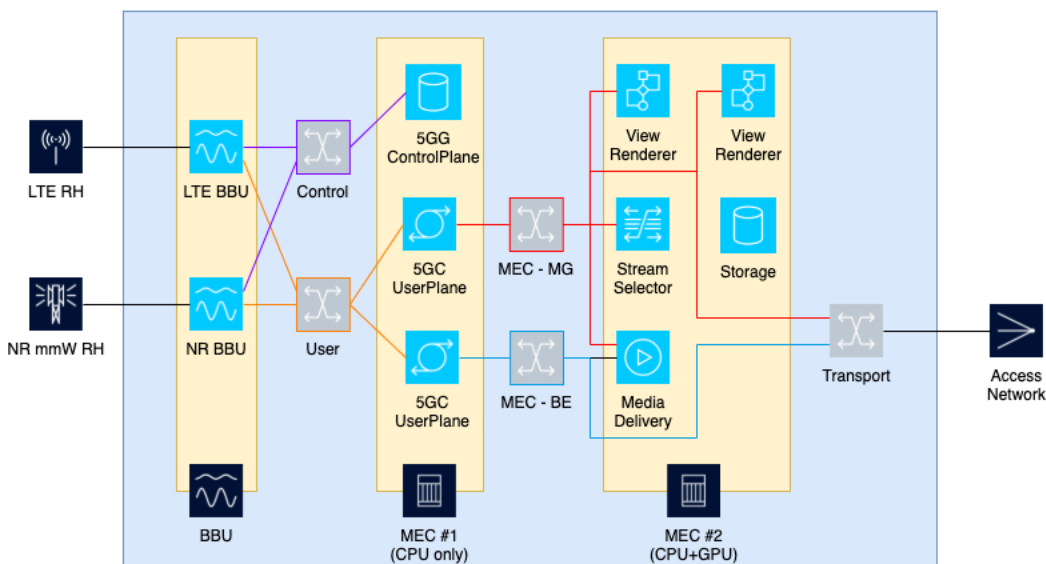 5GG
ControlPlane
View
Renderer
View
Renderer
LTE RH
LTE BBU
Control
5GC
UserPlane
MEC - MG
Stream
Selector
Storage
NR mmW RH
NR BBU
User
5GC
UserPlane
MEC - BE
Media
Delivery
Transport
Access
Network
BBU
MEC #1
(CPU only)
MEC #2
(CPU+GPU)